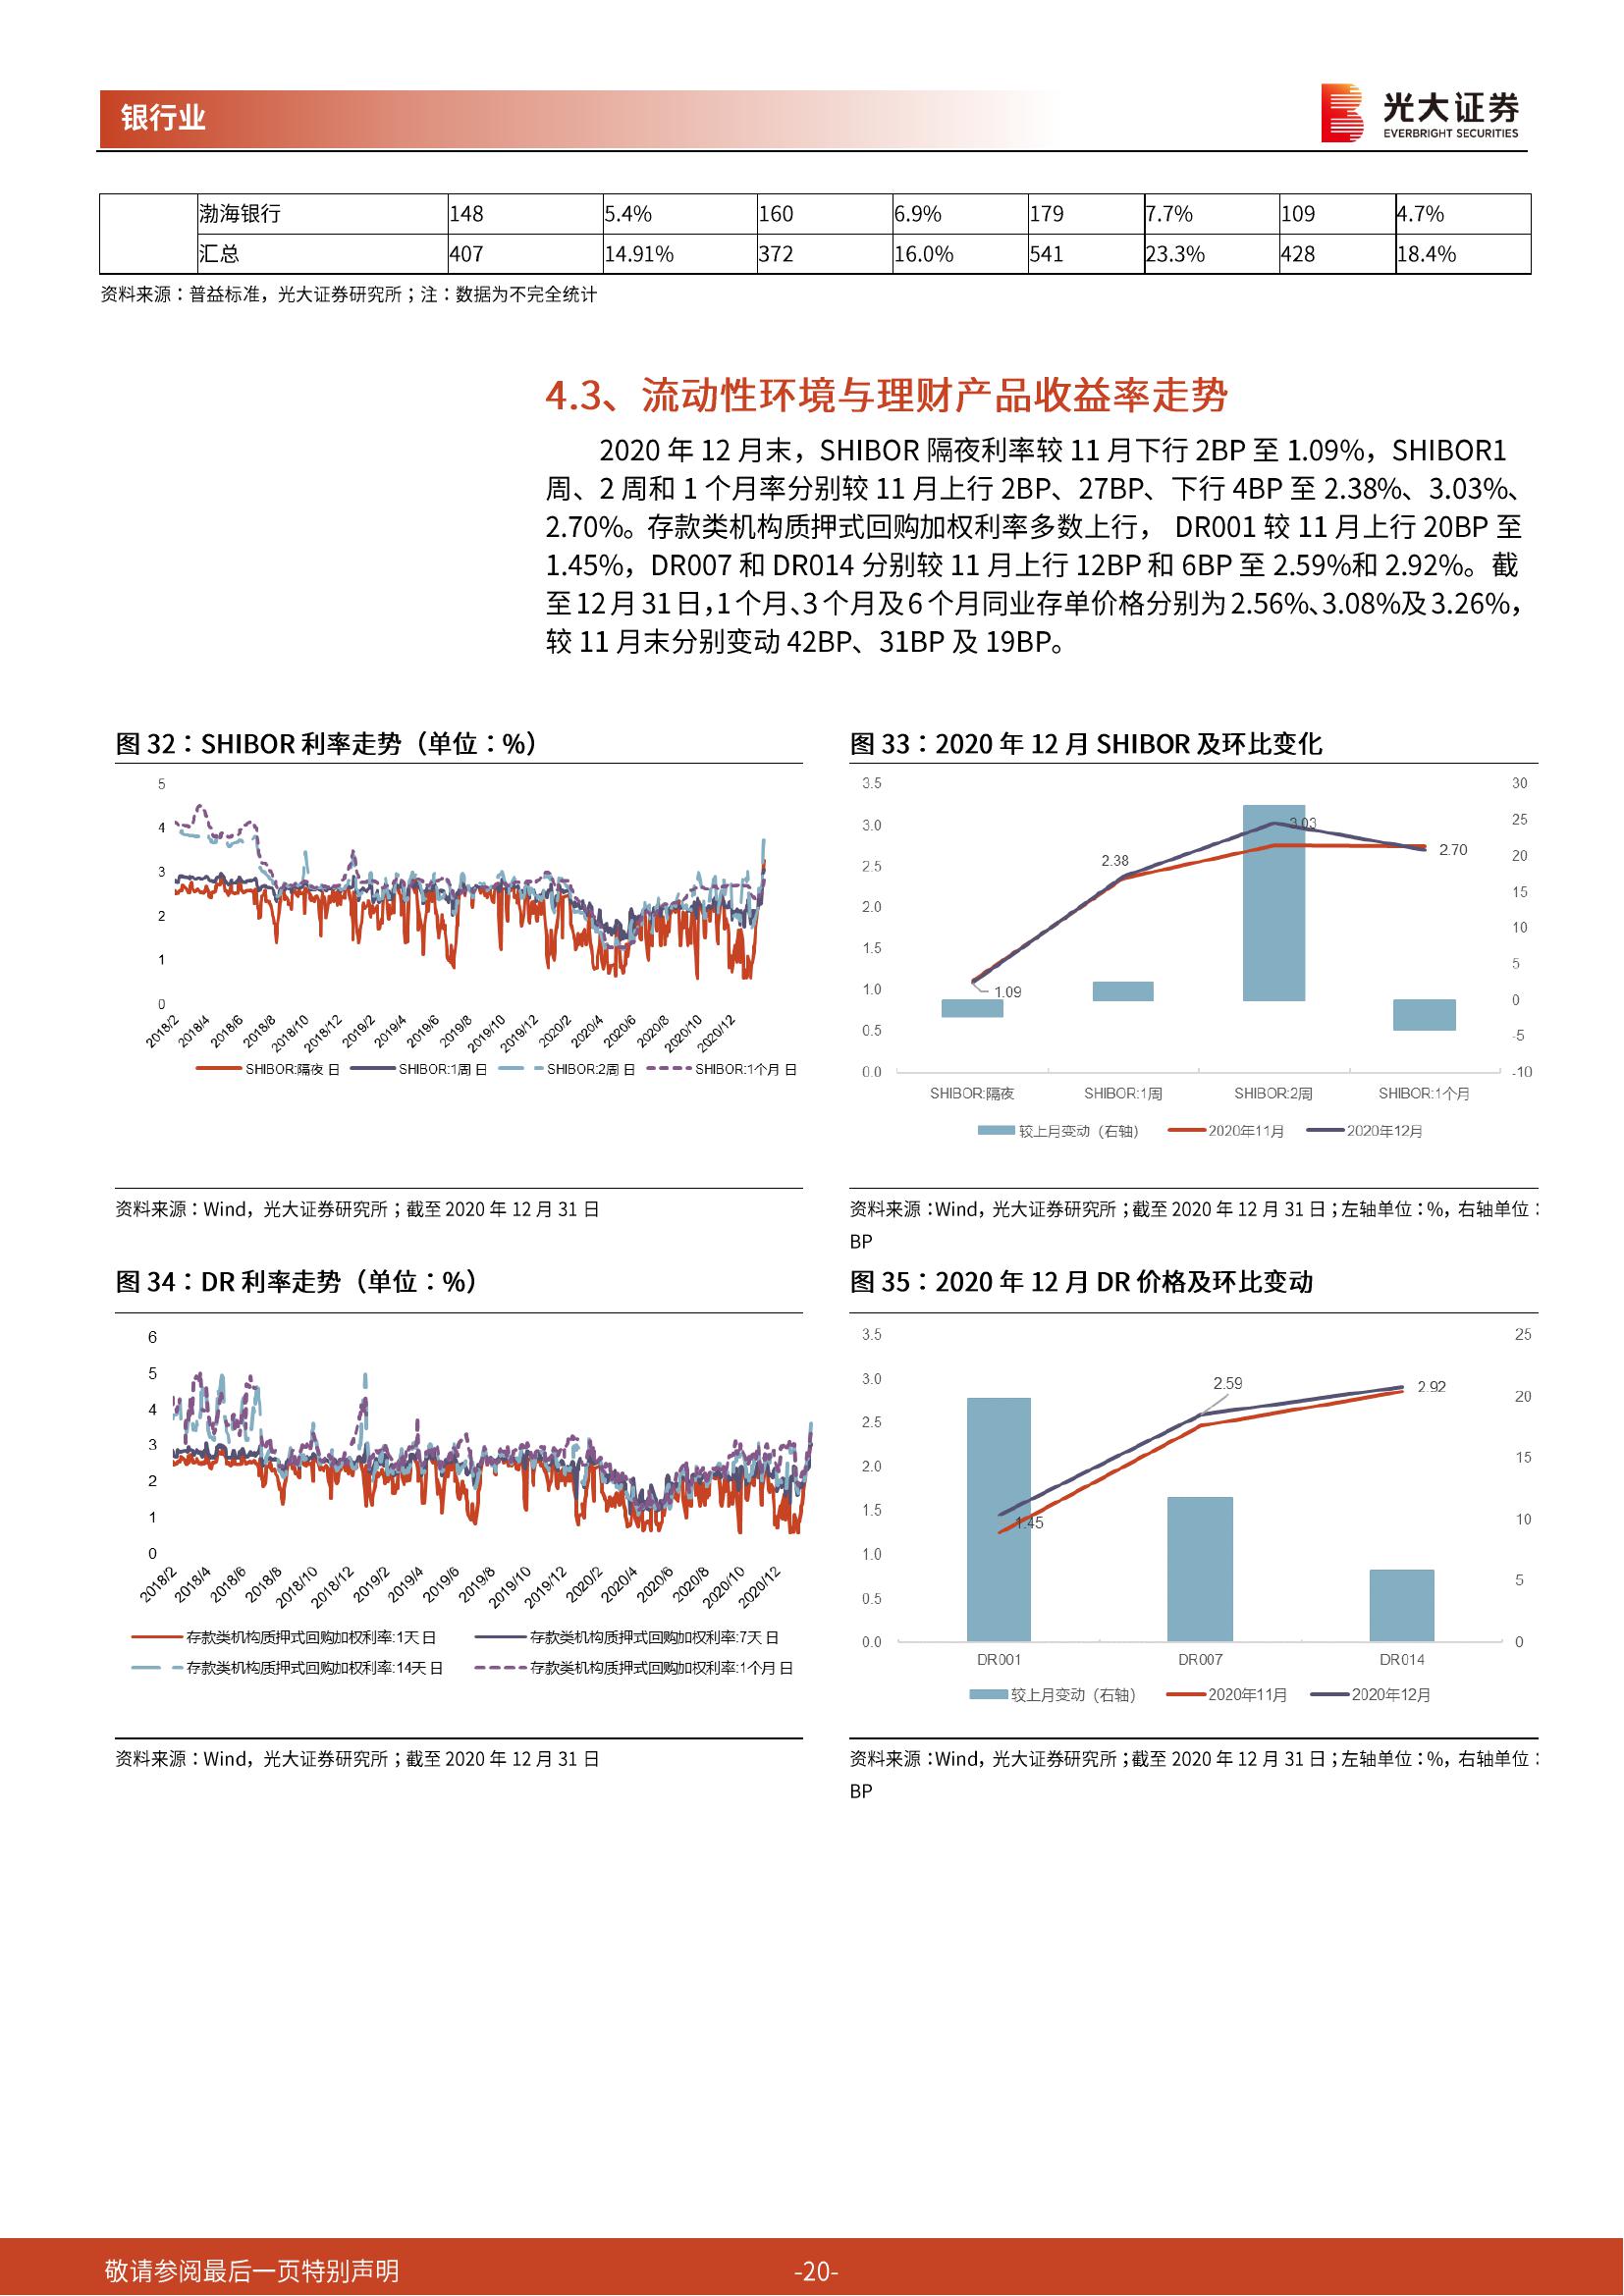 银行业
光大证券
EVERBRIGHT SECURITIES
渤海银行 148 5.4% 160 6.9% 179 7.7% 109 4.7%
汇总 407 14.91% 372 16.0% 541 23.3% 428 18.4%
资料来源：普益标准，光大证券研究所；注：数据为不完全统计
4.3、流动性环境与理财产品收益率走势
2020 年 12 月末，SHIBOR 隔夜利率较 11 月下行 2BP 至 1.09%，SHIBOR1
周、2 周和 1 个月率分别较 11 月上行 2BP、27BP、下行 4BP 至 2.38%、3.03%、
2.70%。存款类机构质押式回购加权利率多数上行， DR001 较 11 月上行 20BP 至
1.45%，DR007 和 DR014 分别较 11 月上行 12BP 和 6BP 至 2.59%和 2.92%。截
至 12 月 31 日，1 个月、3 个月及 6 个月同业存单价格分别为 2.56%、3.08%及 3.26%，
较 11 月末分别变动 42BP、31BP 及 19BP。
图 32：SHIBOR 利率走势（单位：%）
5
4
3
2
1
0
2018/2 2018/4 2018/6 2018/8 2018/10 2018/12 2019/2 2019/4 2019/6 2019/8 2019/10 2019/12 2020/2 2020/4 2020/6 2020/8 2020/10 2020/12
SHIBOR:隔夜 日 SHIBOR:1周 日 SHIBOR:2周 日 SHIBOR:1个月 日
资料来源：Wind，光大证券研究所；截至 2020 年 12 月 31 日
图 33：2020 年 12 月 SHIBOR 及环比变化
3.5
3.0
2.5
2.0
1.5
1.0
0.5
0.0
30
25
20
15
10
5
0
-5
-10
1.09
2.38
3.03
2.70
SHIBOR:隔夜 SHIBOR:1周 SHIBOR:2周 SHIBOR:1个月
较上月变动（右轴） 2020年11月 2020年12月
资料来源：Wind，光大证券研究所；截至 2020 年 12 月 31 日；左轴单位：%，右轴单位：
BP
图 34：DR 利率走势（单位：%）
6
5
4
3
2
1
0
2018/2 2018/4 2018/6 2018/8 2018/10 2018/12 2019/2 2019/4 2019/6 2019/8 2019/10 2019/12 2020/2 2020/4 2020/6 2020/8 2020/10 2020/12
存款类机构质押式回购加权利率:1天 日 存款类机构质押式回购加权利率:7天 日
存款类机构质押式回购加权利率:14天 日 存款类机构质押式回购加权利率:1个月 日
资料来源：Wind，光大证券研究所；截至 2020 年 12 月 31 日
图 35：2020 年 12 月 DR 价格及环比变动
3.5
3.0
2.5
2.0
1.5
1.0
0.5
0.0
25
20
15
10
5
0
1.45
2.59
2.92
DR001 DR007 DR014
较上月变动（右轴） 2020年11月 2020年12月
资料来源：Wind，光大证券研究所；截至 2020 年 12 月 31 日；左轴单位：%，右轴单位：
BP
敬请参阅最后一页特别声明 -20-